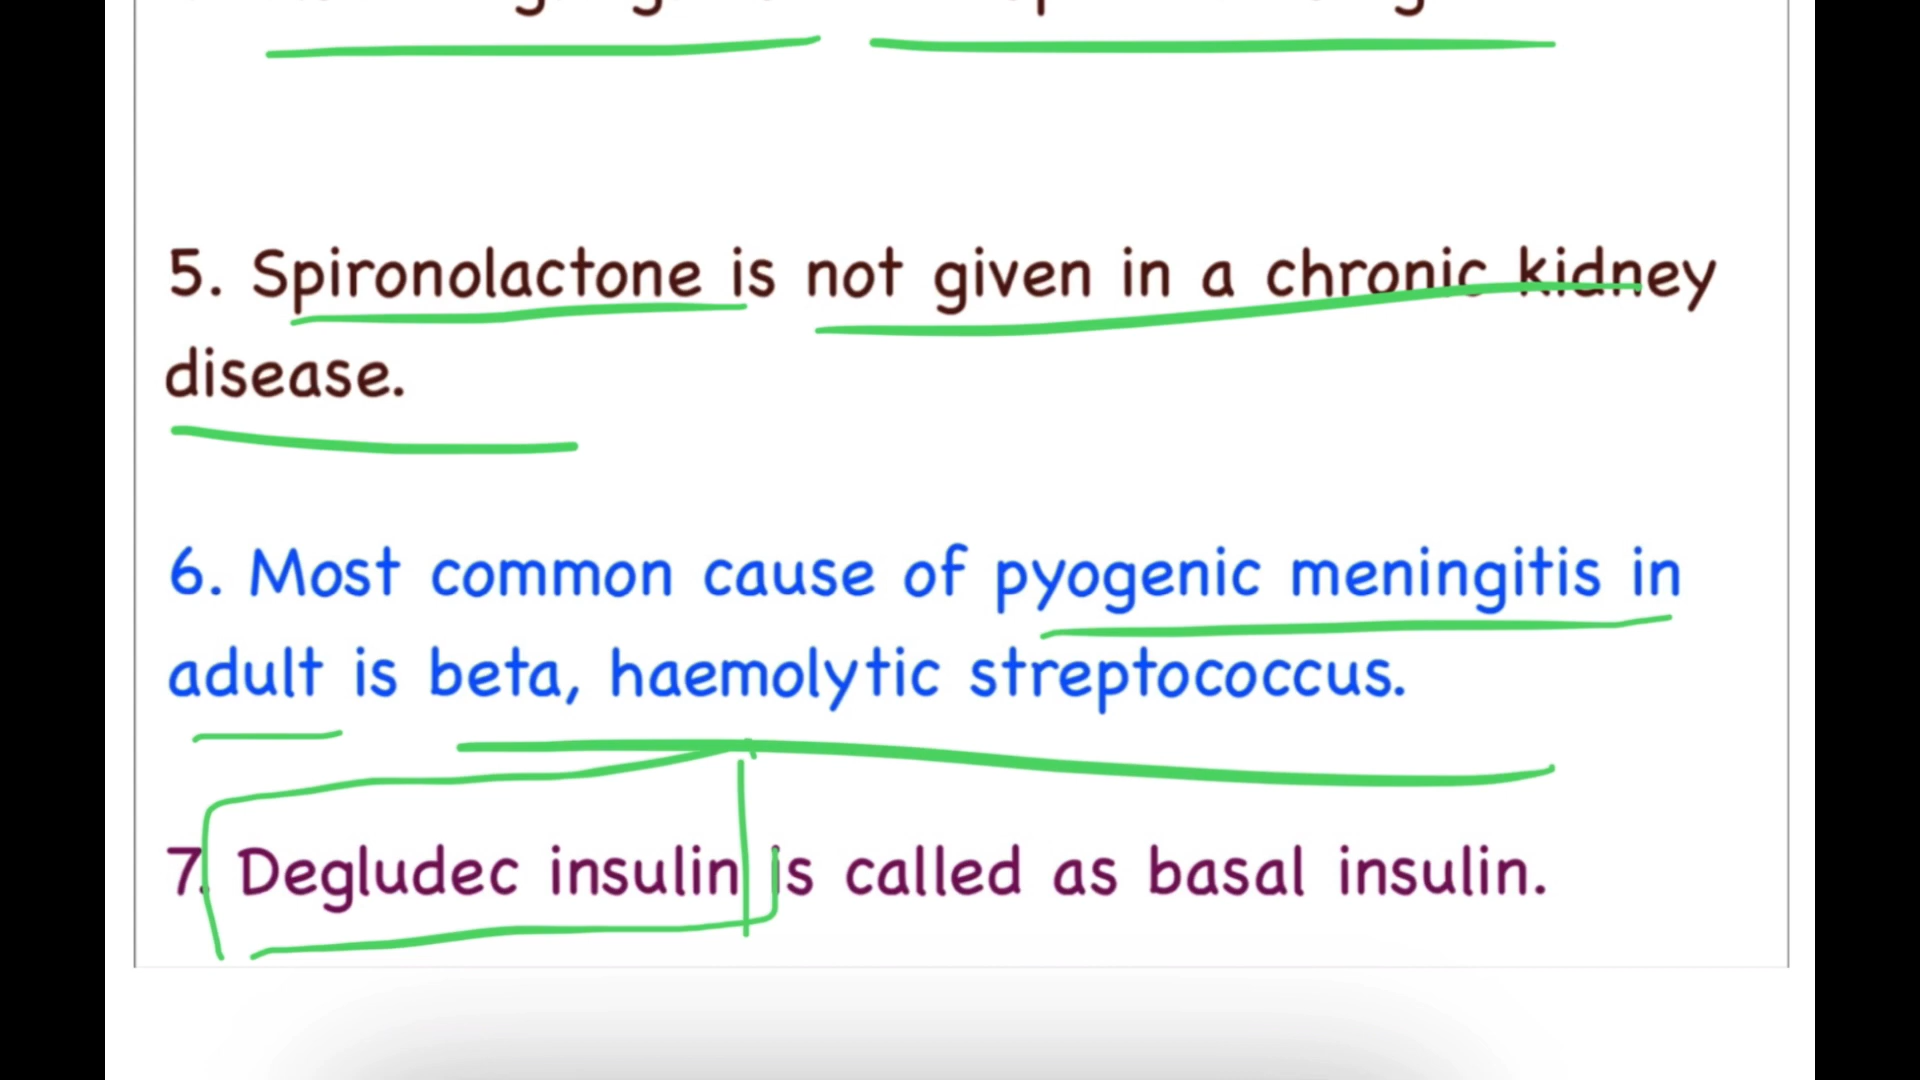 5. Spironolactone is not given in a chronic kidney
disease.
6. Most common cause of pyogenic meningitis in
adult is beta, haemolytic streptococcus.
7. Degludec insulin is called as basal insulin.